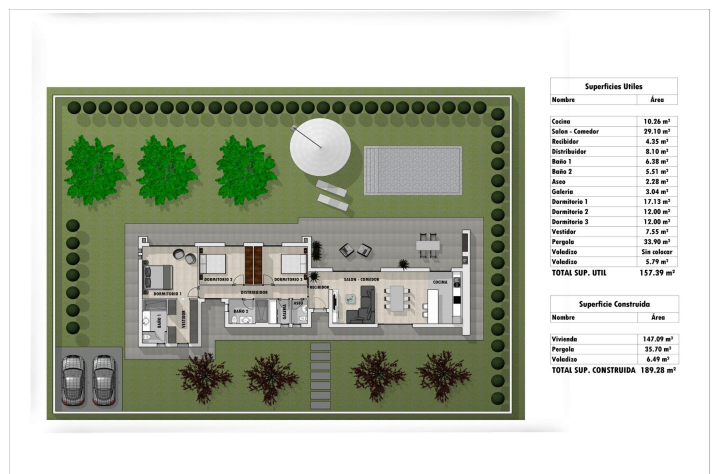 Superficies Utiles
Nombre Área
Cocina 10.26 m²
Salon - Comedor 29.10 m²
Recibidor 4.35 m²
Distribuidor 8.10 m²
Baño 1 6.38 m²
Baño 2 5.51 m²
Aseo 2.28 m²
Galeria 3.04 m²
Dormitorio 1 17.13 m²
Dormitorio 2 12.00 m²
Dormitorio 3 12.00 m²
Vestidor 7.55 m²
Pergola 33.90 m²
Voladizo Sin colocar
Voladizo 5.79 m²
TOTAL SUP. UTIL 157.39 m²
Superficie Construida
Nombre Área
Vivienda 147.09 m²
Pergola 35.70 m²
Voladizo 6.49 m²
TOTAL SUP. CONSTRUIDA 189.28 m²
DORMITORIO 2
DORMITORIO 3
DORMITORIO 1
DISTRIBUIDOR
RECIBIDOR
SALON - COMEDOR
COCINA
ASEO
BAÑO 2
GALERIA
BAÑO 1
VESTIDOR